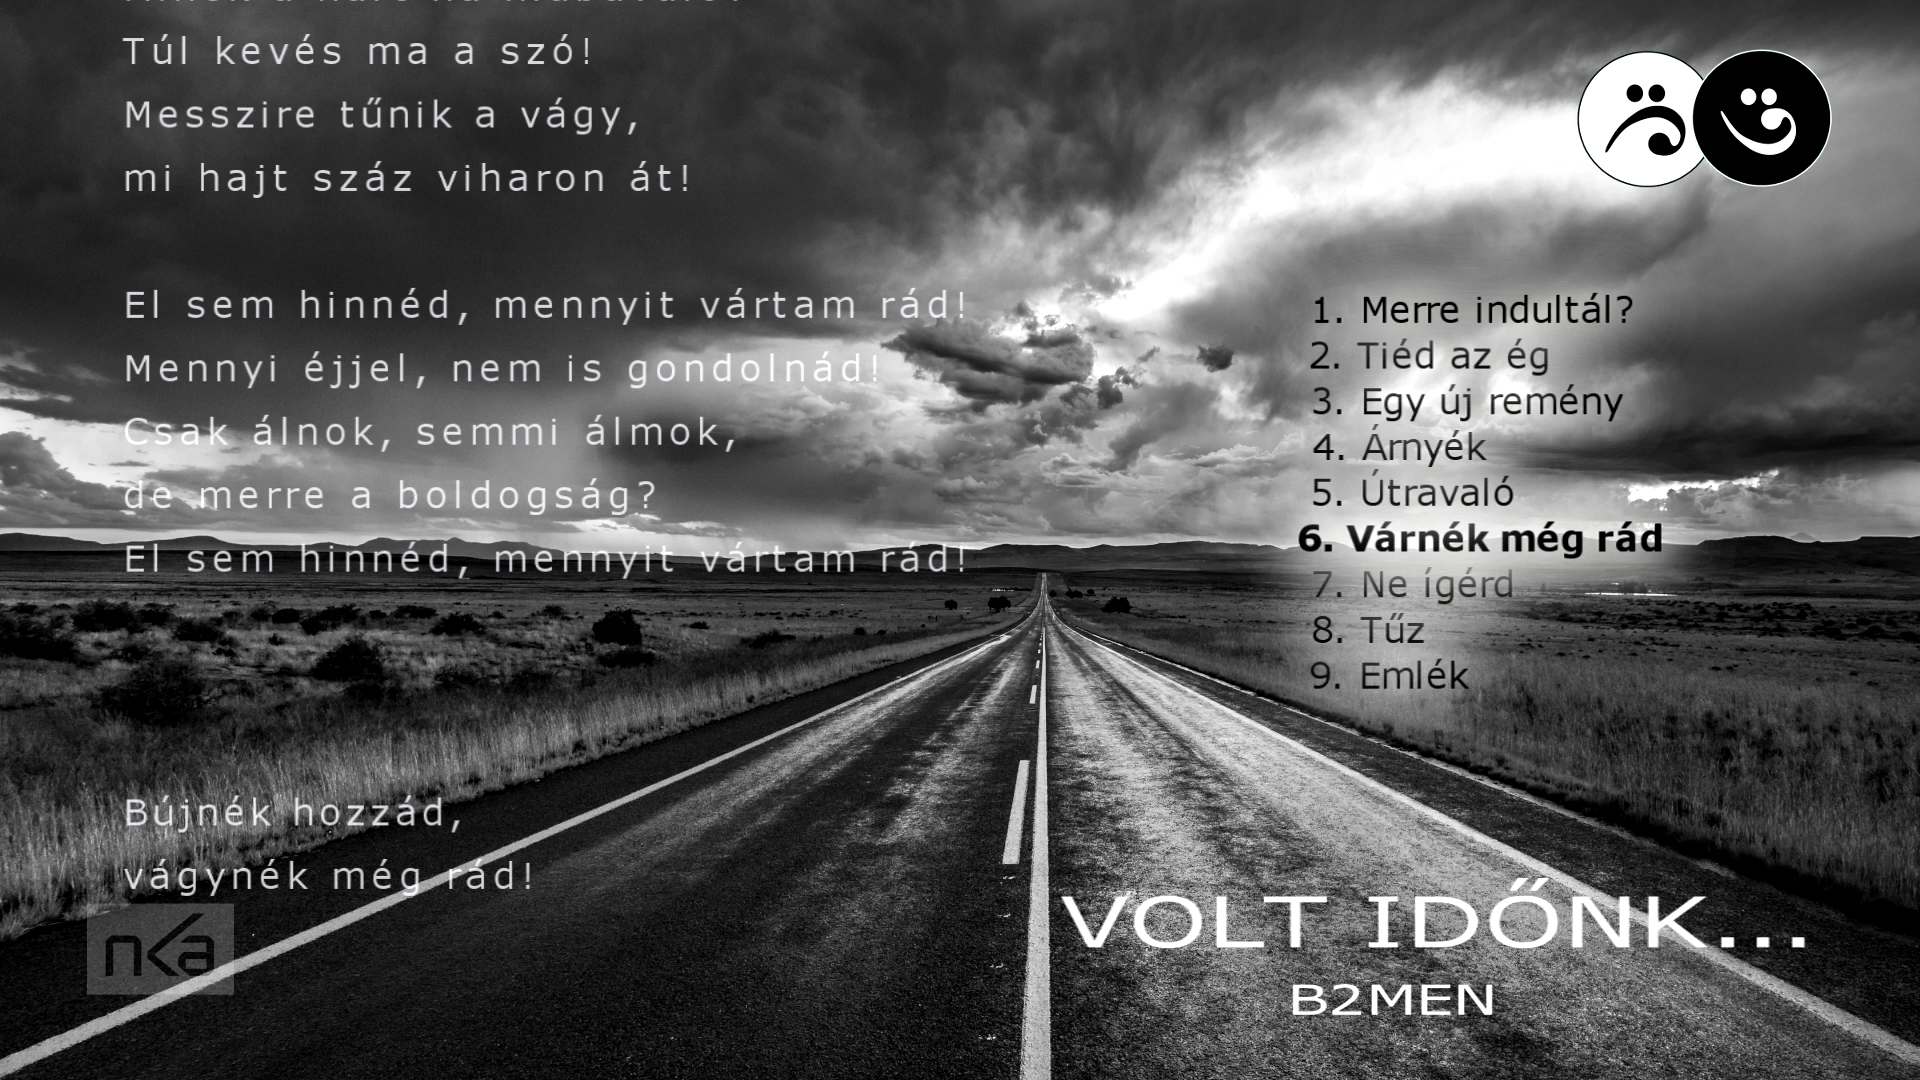 Túl kevés ma a szó!
Messzire tűnik a vágy,
mi hajt száz viharon át!
El sem hinnéd, mennyit vártam rád!
Mennyi éjjel, nem is gondolnád!
Csak álnok, semmi álmok,
de merre a boldogság?
El sem hinnéd, mennyit vártam rád!
Bújnék hozzád,
vágynék még rád!
nka
1. Merre indultál?
2. Tiéd az ég
3. Egy új remény
4. Árnyék
5. Útravaló
6. Várnék még rád
7. Ne ígérd
8. Tűz
9. Emlék
VOLT IDŐNK...
B2MEN